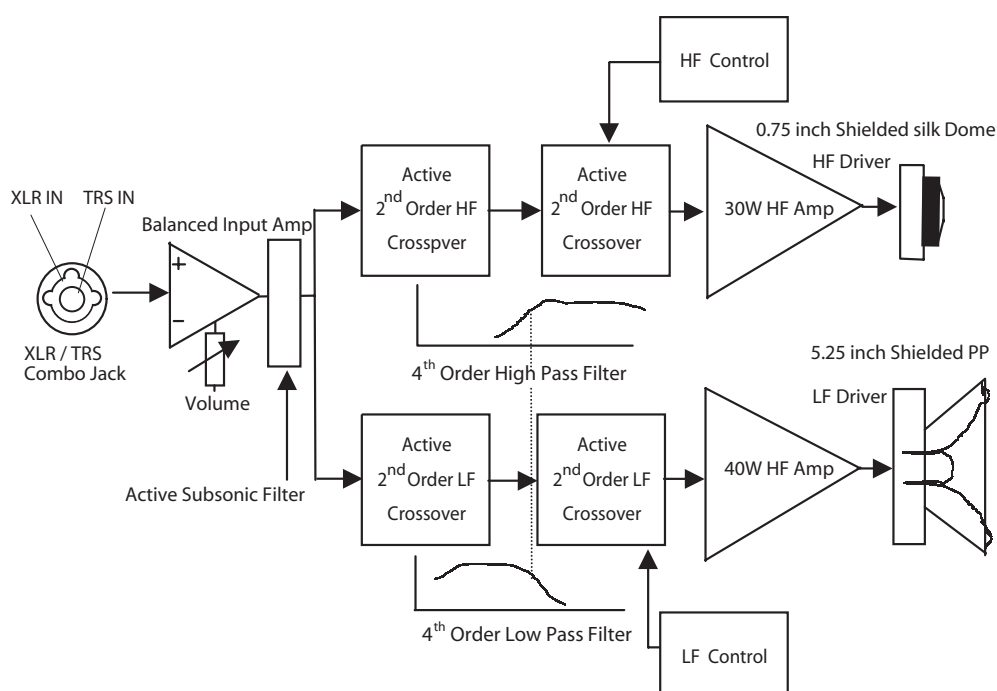 HF Control
0.75 inch Shielded silk Dome
HF Driver
XLR IN
TRS IN
Balanced Input Amp
+
−
XLR / TRS
Combo Jack
Volume
Active Subsonic Filter
Active
2nd Order HF
Crosspver
Active
2nd Order HF
Crossover
30W HF Amp
4th Order High Pass Filter
5.25 inch Shielded PP
LF Driver
Active
2nd Order LF
Crossover
Active
2nd Order LF
Crossover
40W HF Amp
4th Order Low Pass Filter
LF Control